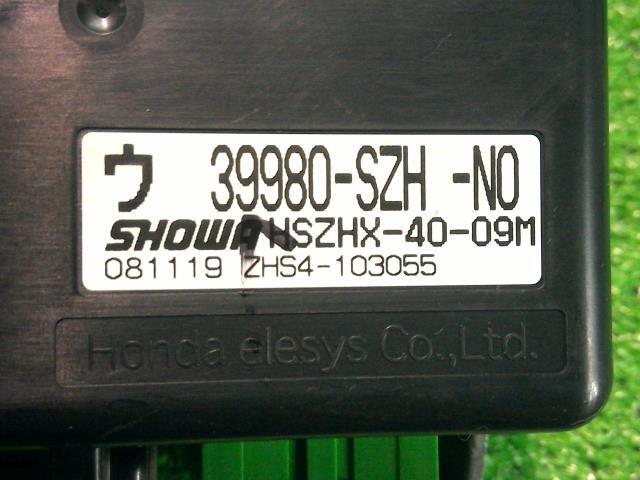 ウ 39980-SZH -N0
SHOWA HSZHX-40-09M
081119 ZHS4-103055
Honda elesys Co.,Ltd.